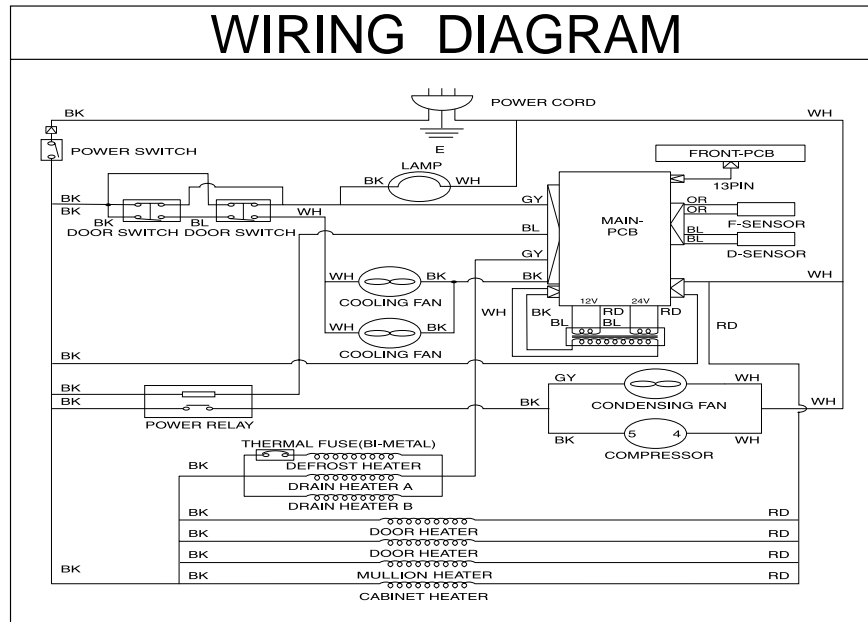 WIRING DIAGRAM
POWER CORD
BK
WH
E
POWER SWITCH
LAMP
FRONT-PCB
BK
WH
13PIN
BK
BK
GY
OR
OR
F-SENSOR
BK
BL
WH
MAIN-
PCB
DOOR SWITCH
DOOR SWITCH
BL
BL
BL
D-SENSOR
GY
WH
BK
BK
WH
COOLING FAN
12V
24V
WH
BK
RD
RD
BL
BL
RD
WH
BK
COOLING FAN
BK
BK
GY
WH
BK
BK
CONDENSING FAN
WH
POWER RELAY
BK
5
4
WH
COMPRESSOR
THERMAL FUSE(BI-METAL)
BK
DEFROST HEATER
DRAIN HEATER A
DRAIN HEATER B
BK
RD
DOOR HEATER
BK
RD
DOOR HEATER
BK
RD
MULLION HEATER
BK
BK
RD
CABINET HEATER